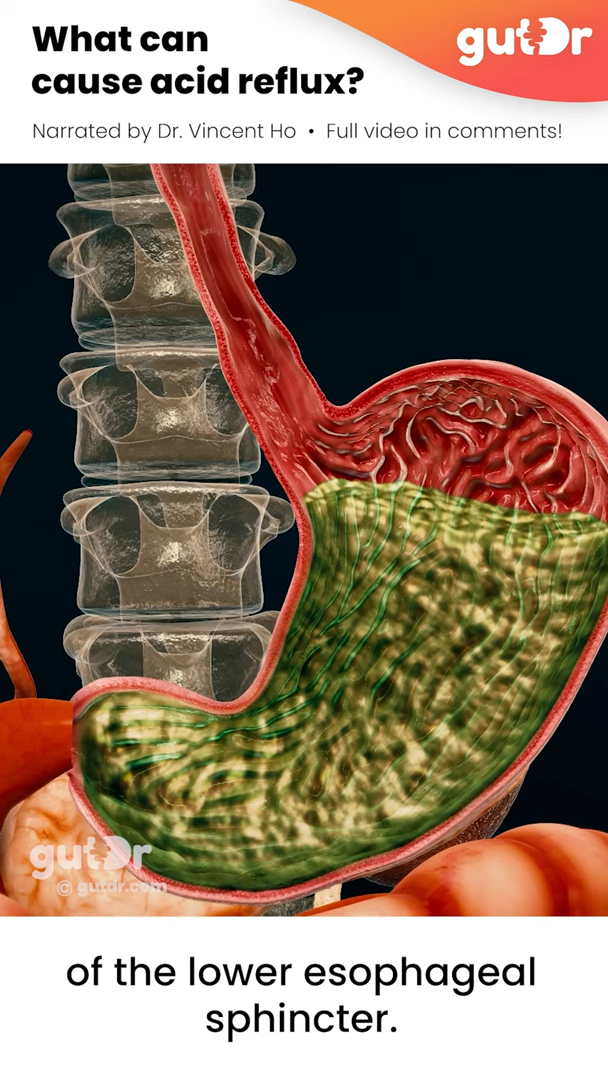 What can
cause acid reflux?
gutDr
Narrated by Dr. Vincent Ho • Full video in comments!
gutDr
© gutdr.com
of the lower esophageal
sphincter.